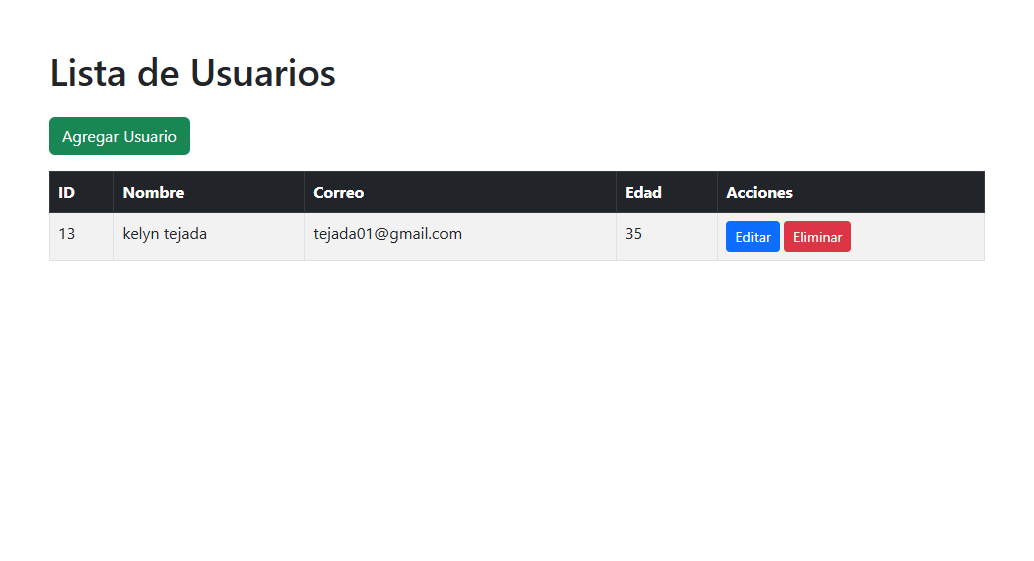 Lista de Usuarios
Agregar Usuario
ID Nombre Correo Edad Acciones
13 kelyn tejada tejada01@gmail.com 35 Editar Eliminar